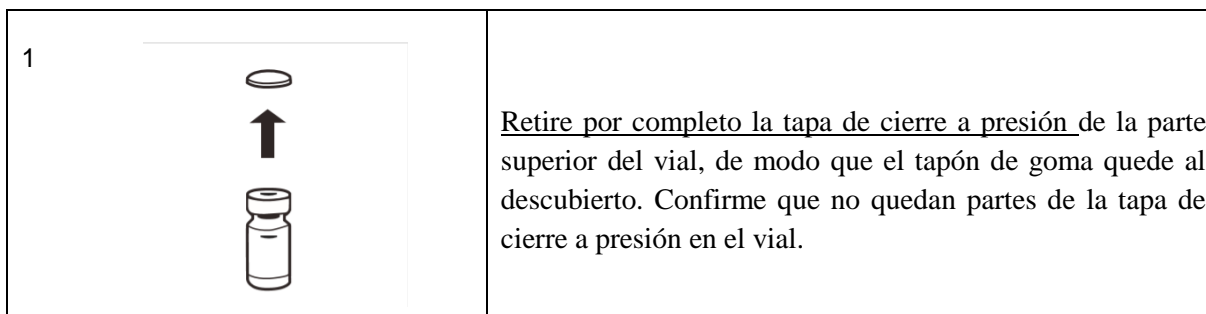 1
Retire por completo la tapa de cierre a presión de la parte
superior del vial, de modo que el tapón de goma quede al
descubierto. Confirme que no quedan partes de la tapa de
cierre a presión en el vial.